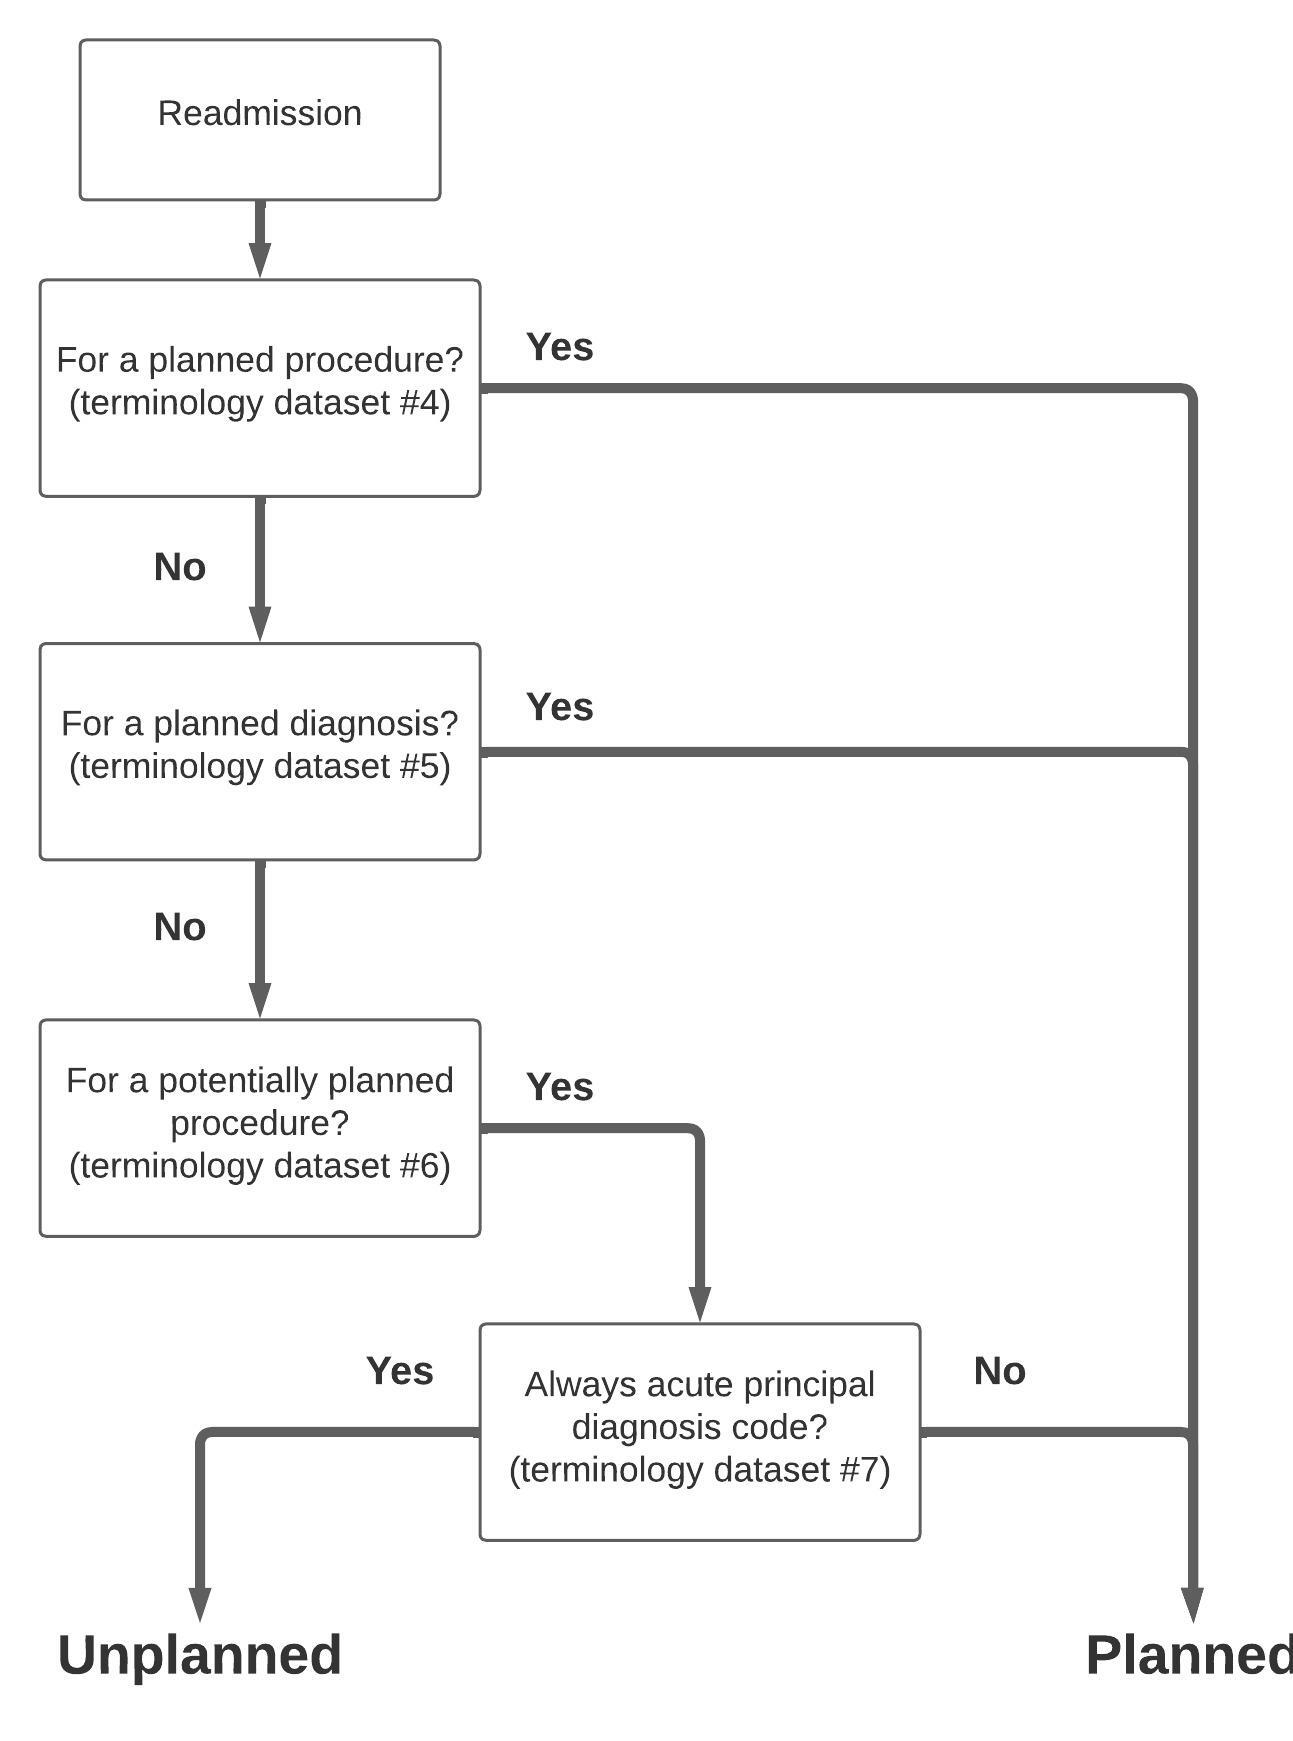 Readmission
For a planned procedure?
(terminology dataset #4)
Yes
No
For a planned diagnosis?
(terminology dataset #5)
Yes
No
For a potentially planned
procedure?
(terminology dataset #6)
Yes
Always acute principal
diagnosis code?
(terminology dataset #7)
Yes
No
Unplanned
Planned